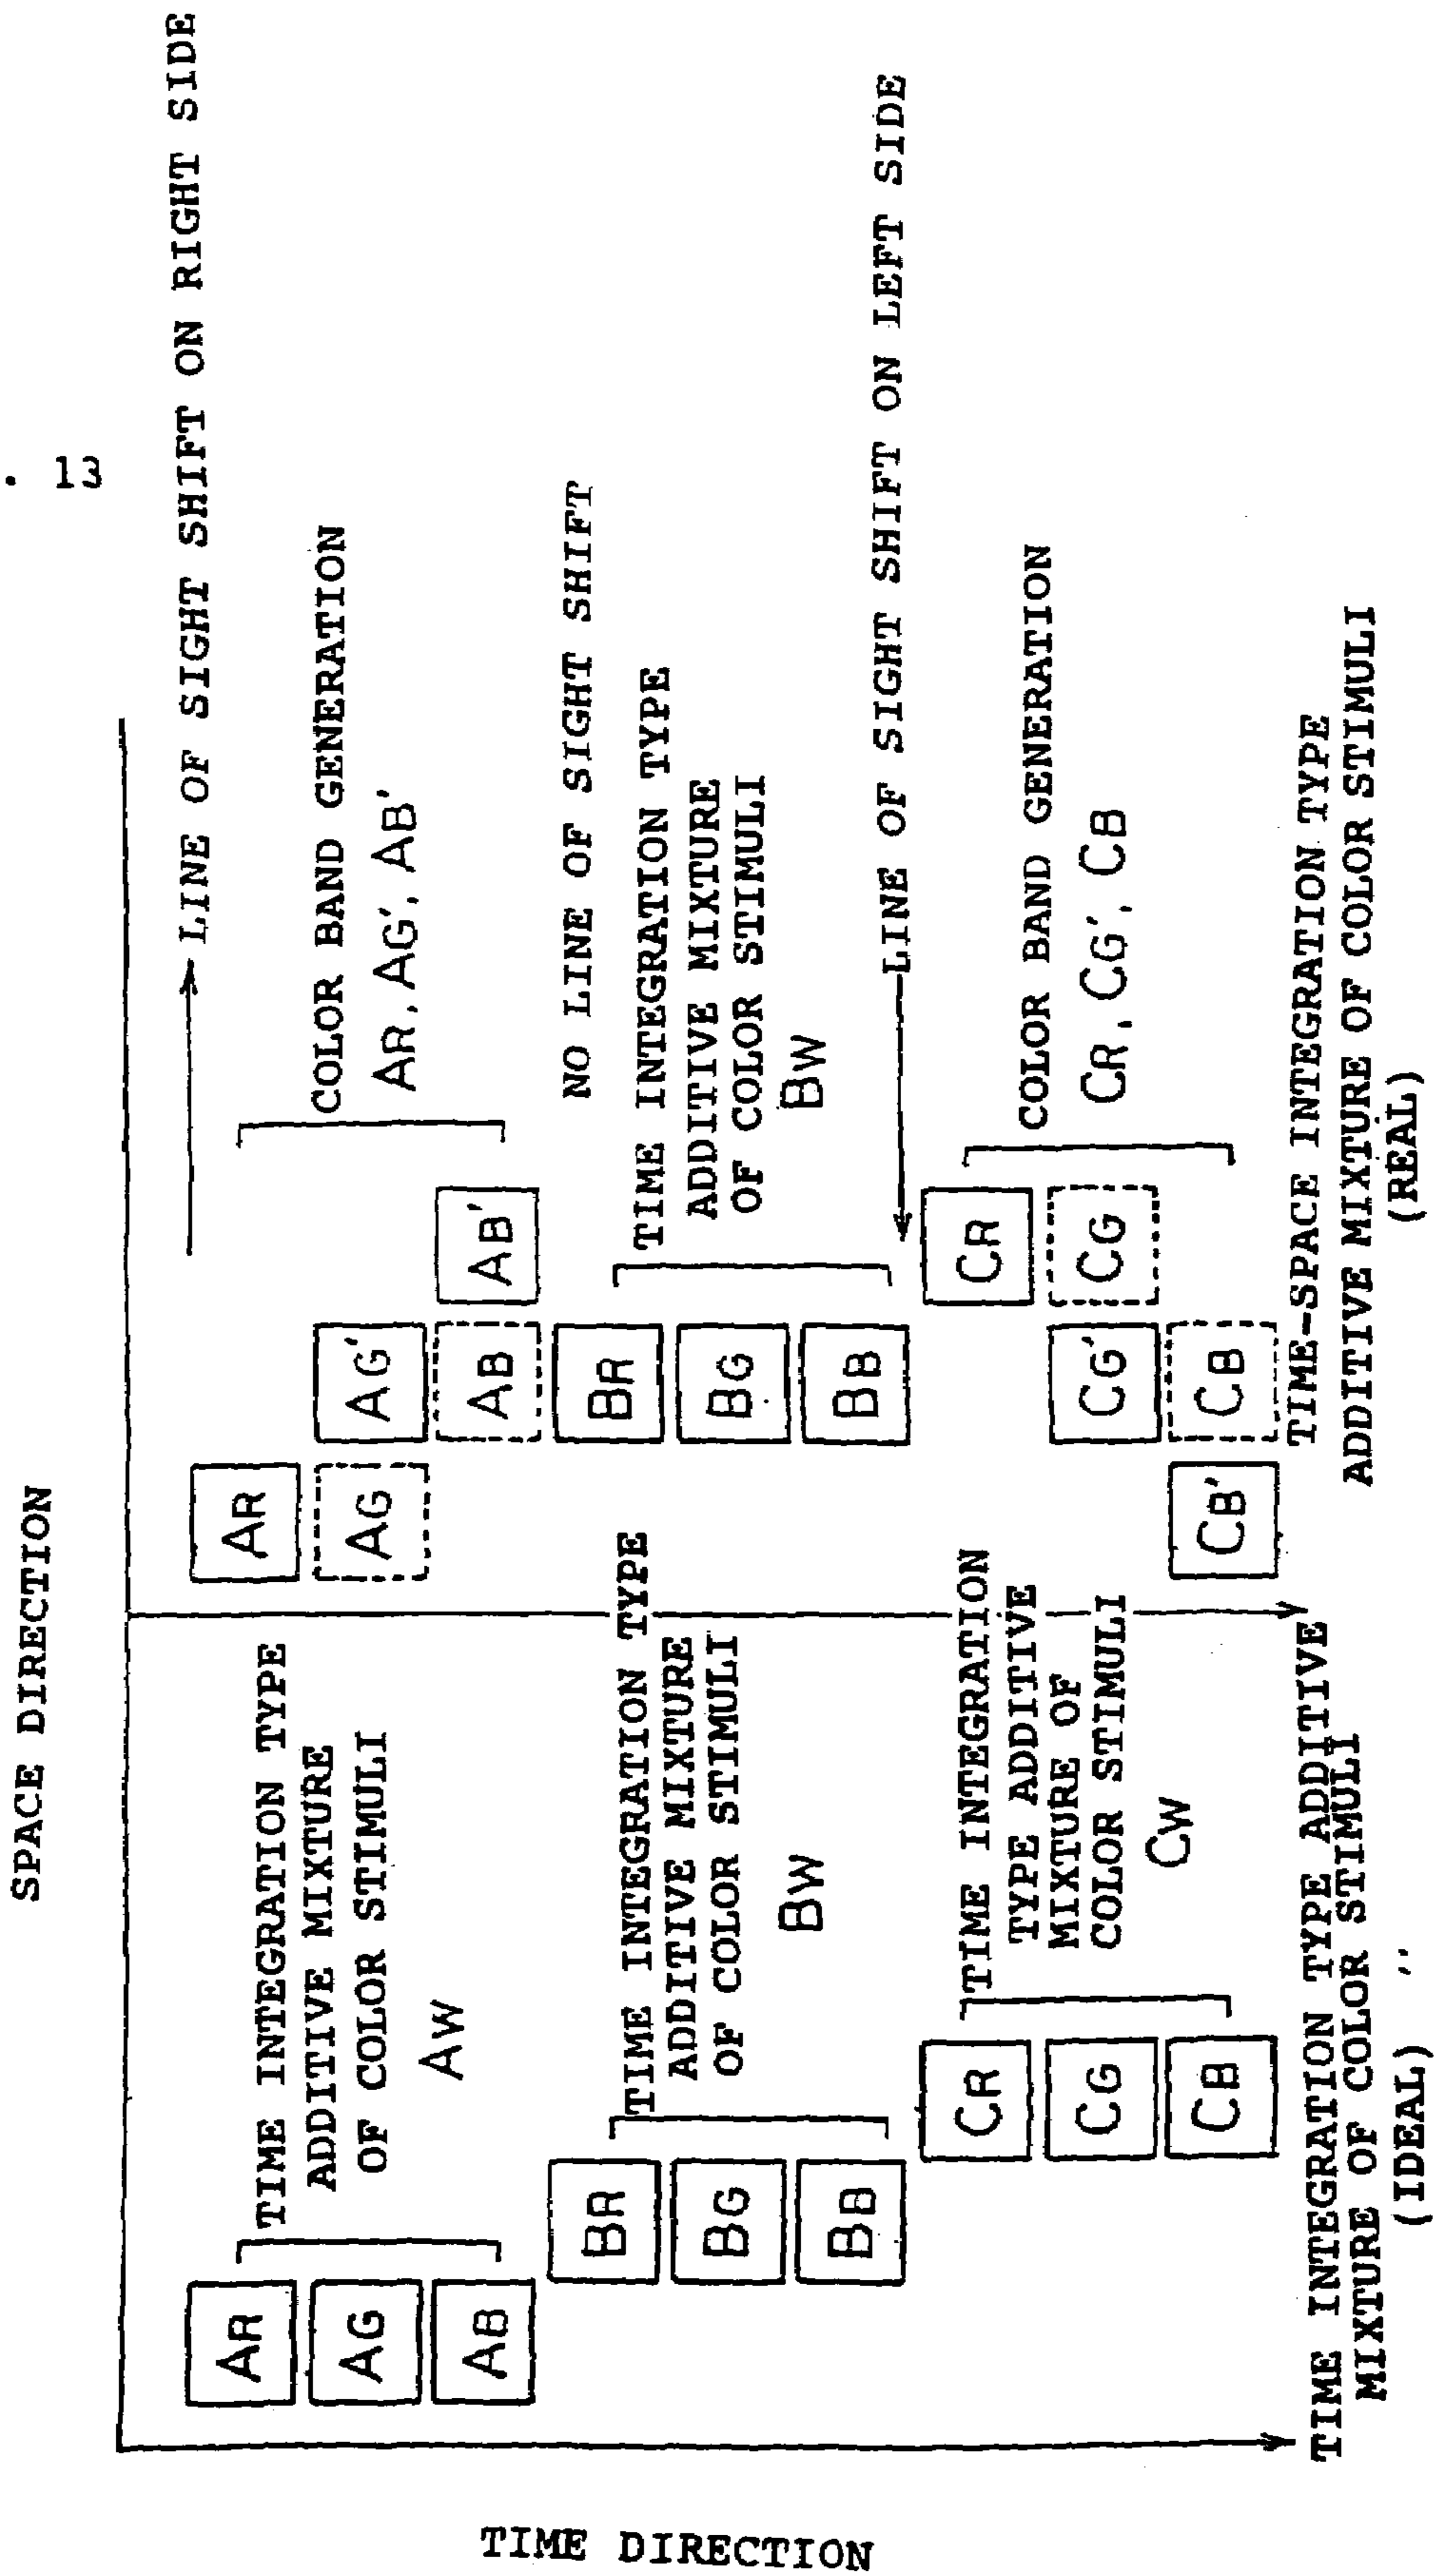 . 13
SPACE DIRECTION
TIME DIRECTION
AR
AG
AB
TIME INTEGRATION TYPE
ADDITIVE MIXTURE
OF COLOR STIMULI
AW
BR
BG
BB
TIME INTEGRATION TYPE
ADDITIVE MIXTURE
OF COLOR STIMULI
BW
CR
CG
CB
TIME INTEGRATION
TYPE ADDITIVE
MIXTURE OF
COLOR STIMULI
CW
TIME INTEGRATION TYPE ADDITIVE
MIXTURE OF COLOR STIMULI
(IDEAL)
LINE OF SIGHT SHIFT ON RIGHT SIDE
AR
AG AG'
AB AB'
COLOR BAND GENERATION
AR, AG', AB'
NO LINE OF SIGHT SHIFT
BR
BG
BB
TIME INTEGRATION TYPE
ADDITIVE MIXTURE
OF COLOR STIMULI
BW
LINE OF SIGHT SHIFT ON LEFT SIDE
CR
CG' CG
CB' CB
COLOR BAND GENERATION
CR, CG', CB
TIME-SPACE INTEGRATION TYPE
ADDITIVE MIXTURE OF COLOR STIMULI
(REAL)